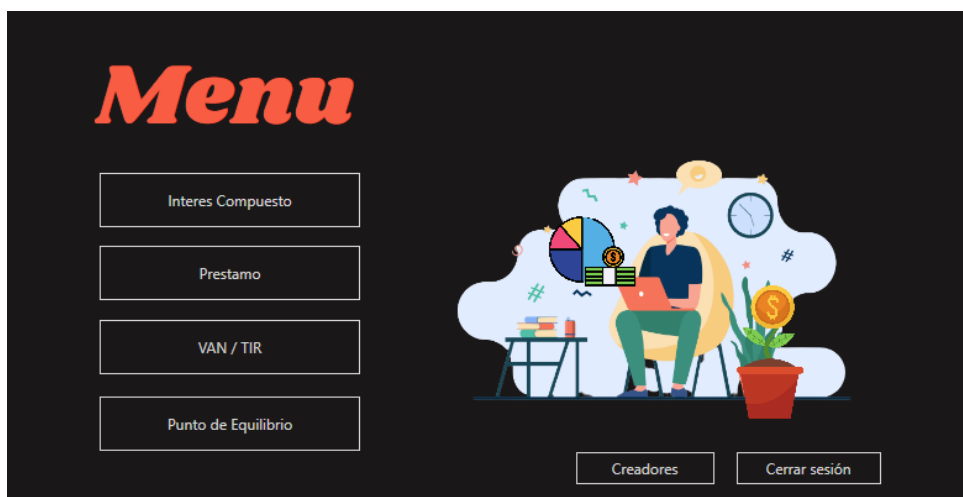 Menu
Interes Compuesto
Prestamo
VAN / TIR
Punto de Equilibrio
$
#
#
$
Creadores
Cerrar sesión